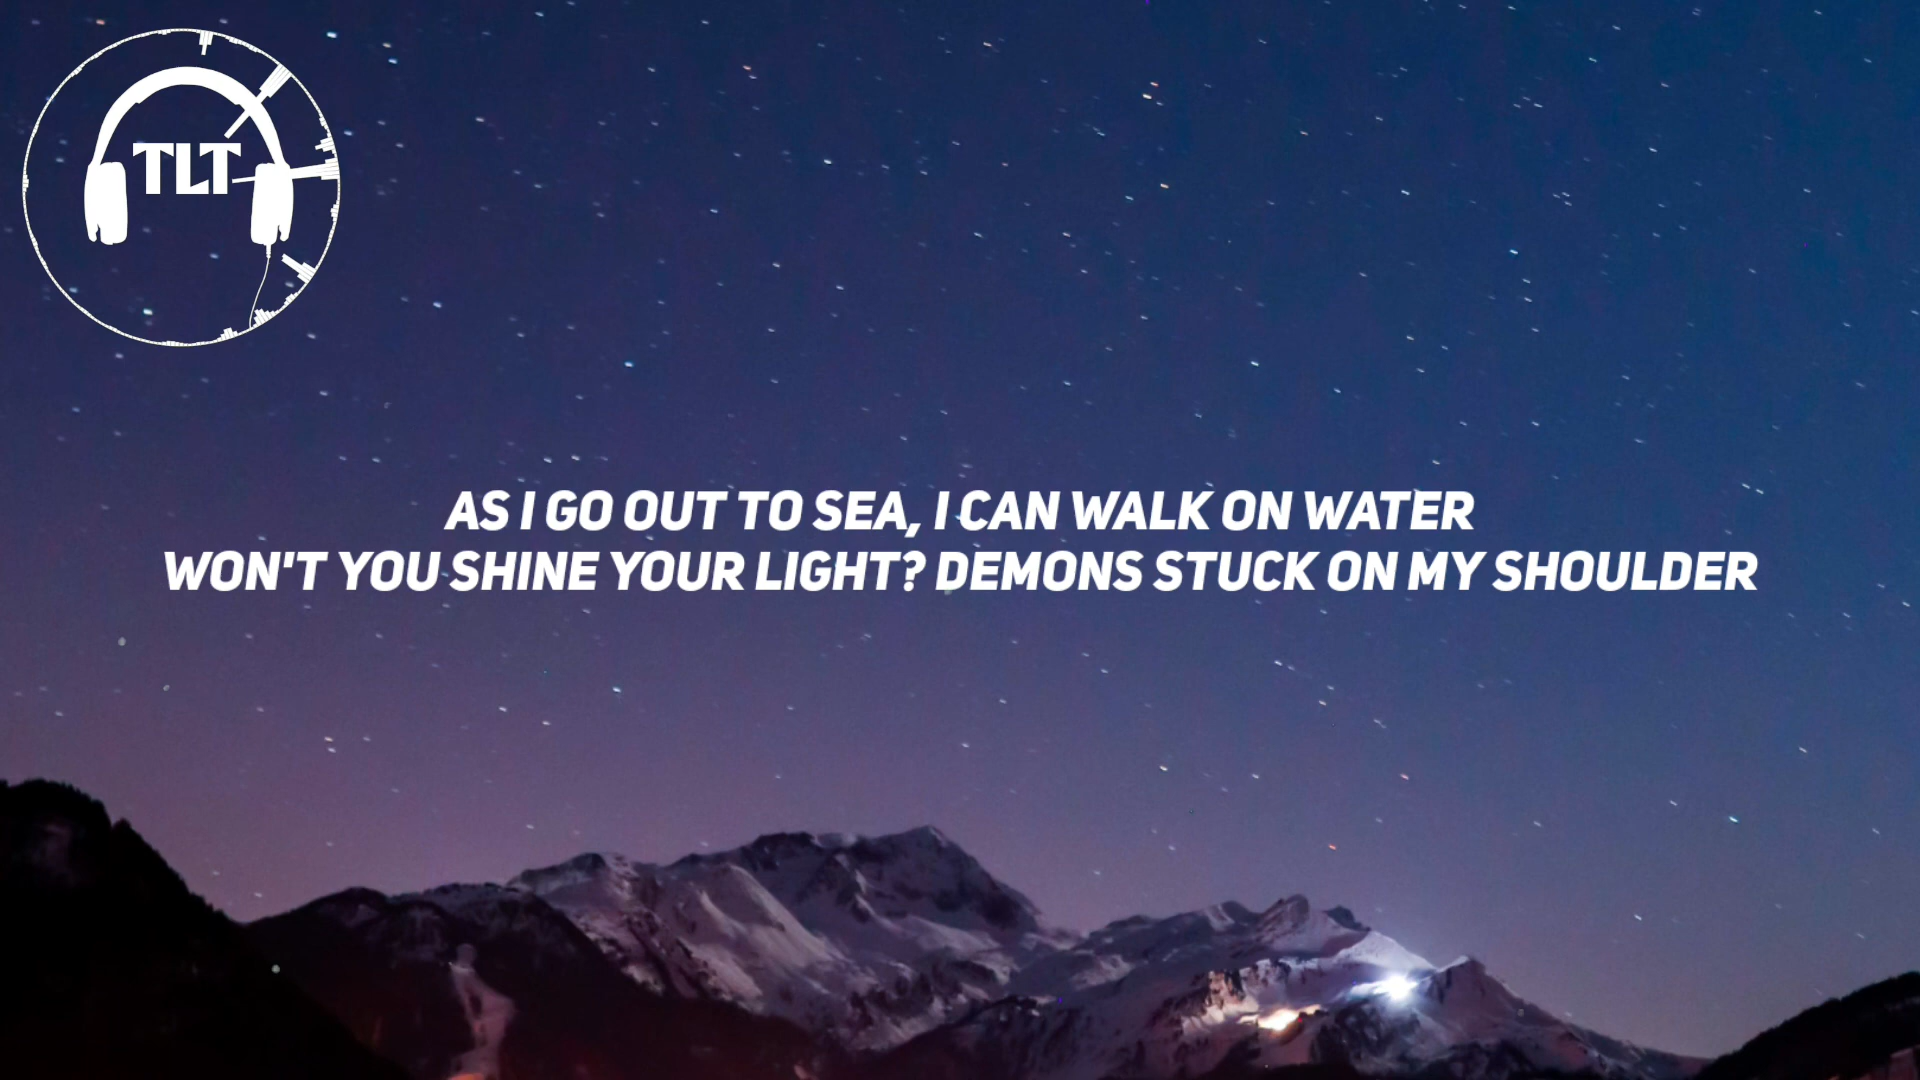 TLT
AS I GO OUT TO SEA, I CAN WALK ON WATER
WON'T YOU SHINE YOUR LIGHT? DEMONS STUCK ON MY SHOULDER